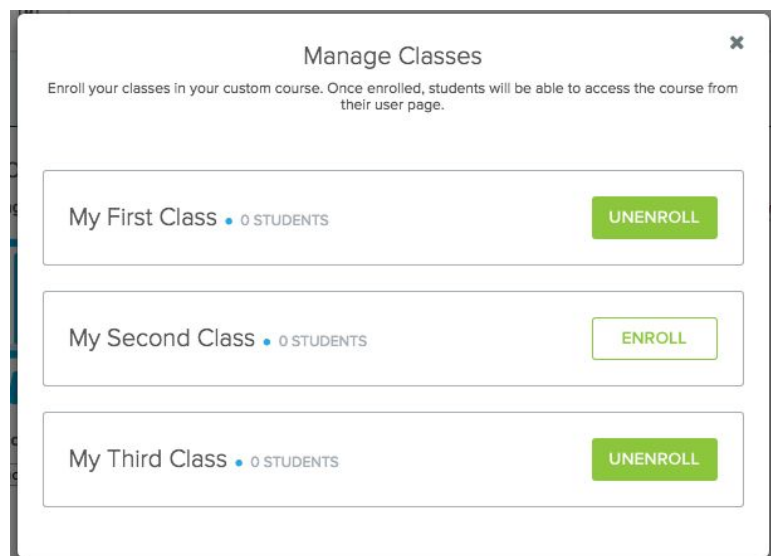 Manage Classes
Enroll your classes in your custom course. Once enrolled, students will be able to access the course from
their user page.
My First Class • 0 STUDENTS
UNENROLL
My Second Class • 0 STUDENTS
ENROLL
My Third Class • 0 STUDENTS
UNENROLL